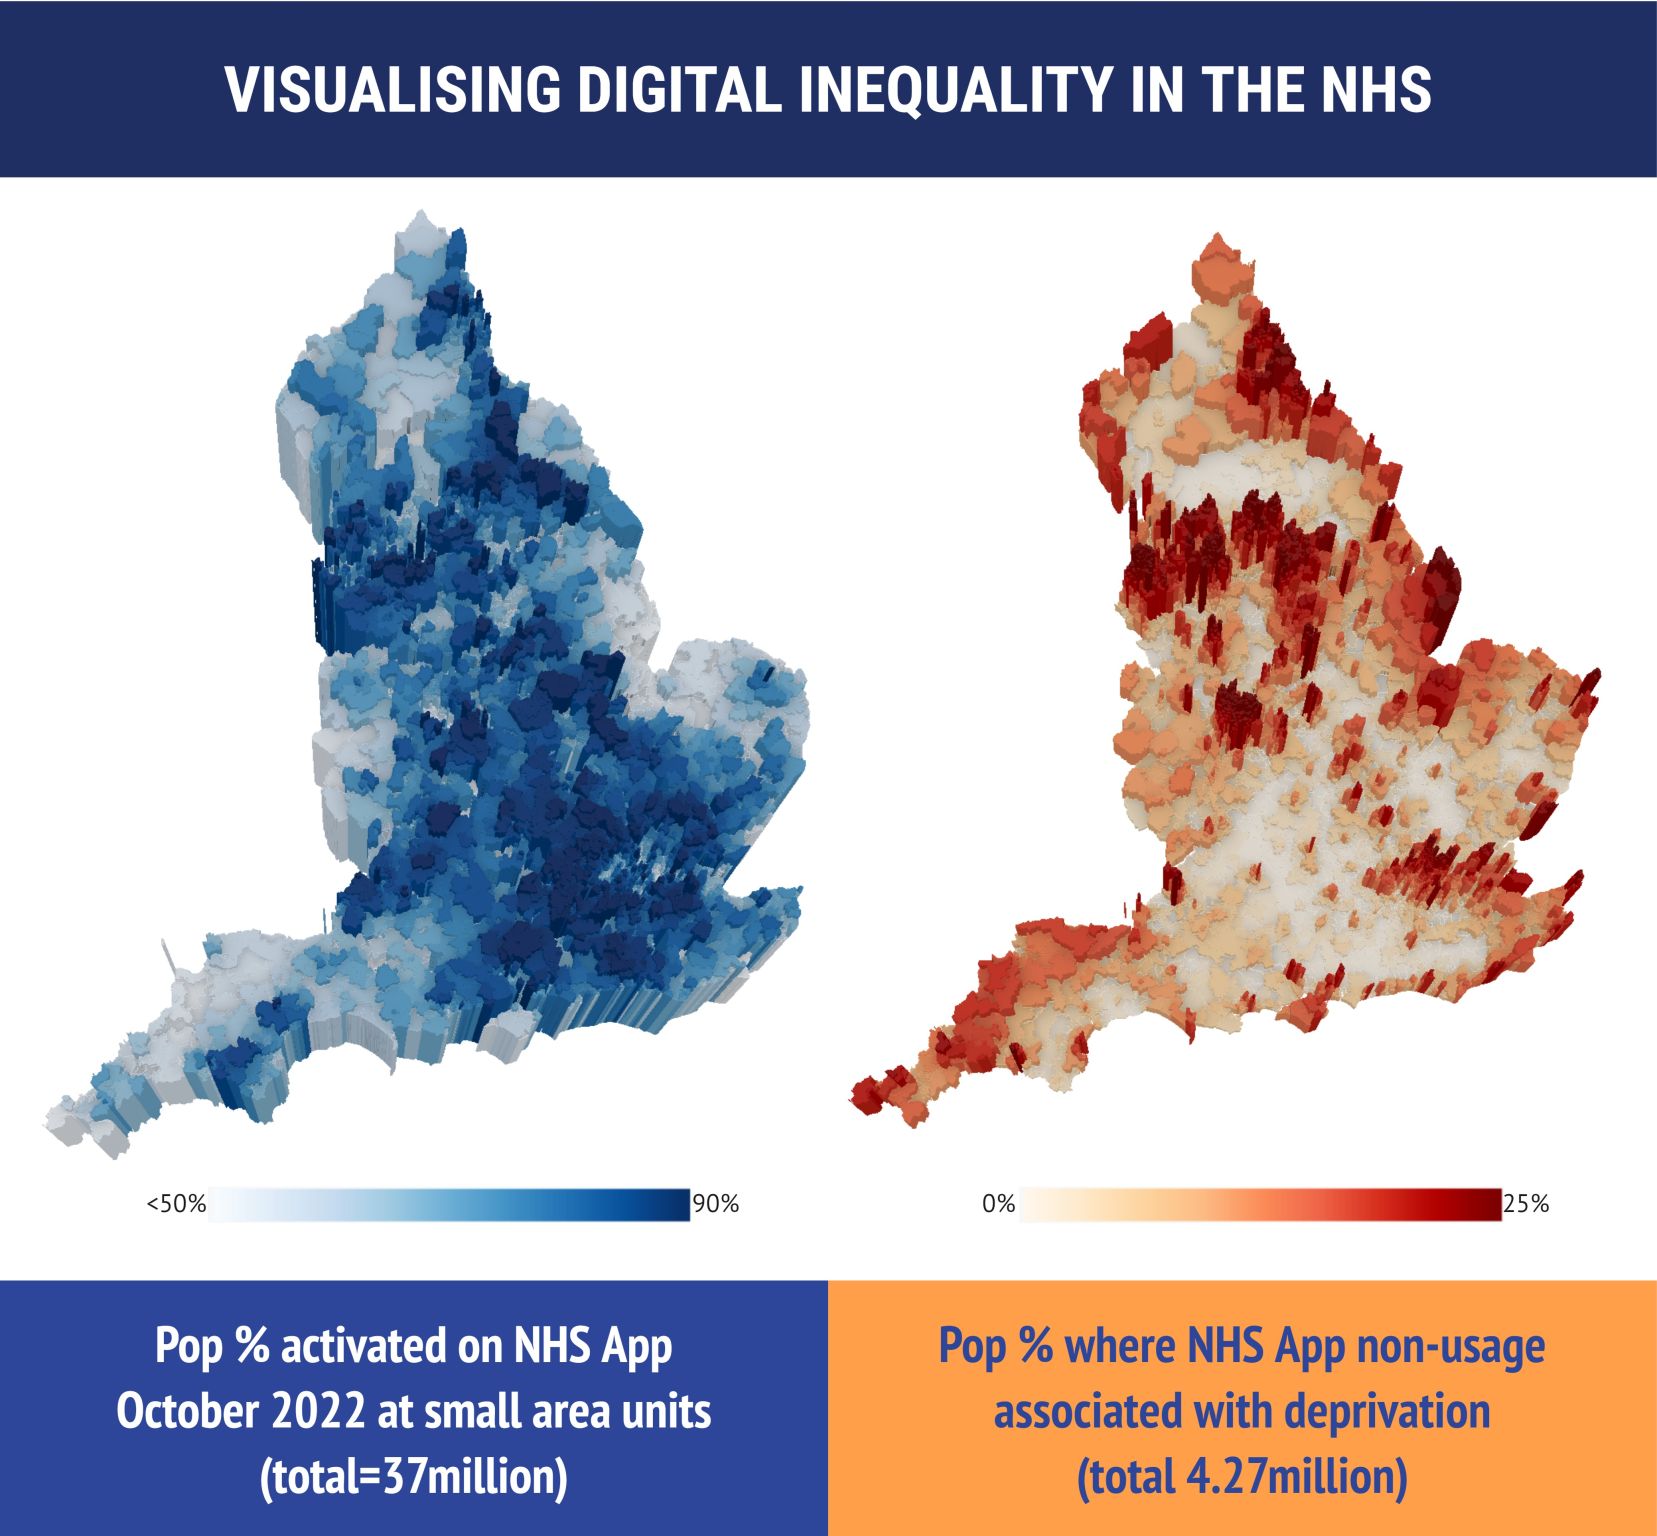 VISUALISING DIGITAL INEQUALITY IN THE NHS
<50% 90%
0% 25%
Pop % activated on NHS App
October 2022 at small area units
(total=37million)
Pop % where NHS App non-usage
associated with deprivation
(total 4.27million)